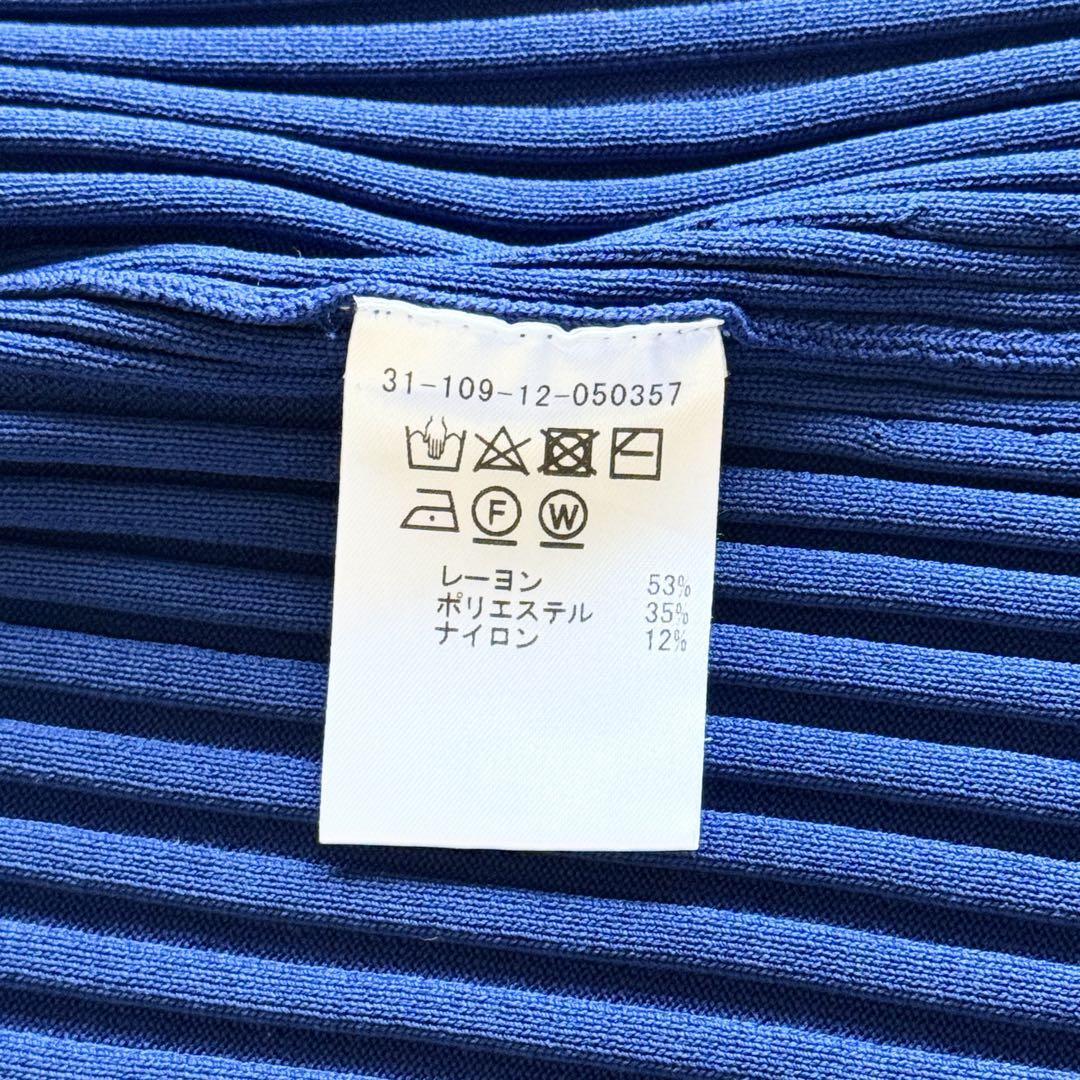 31-109-12-050357
F W
レーヨン 53%
ポリエステル 35%
ナイロン 12%